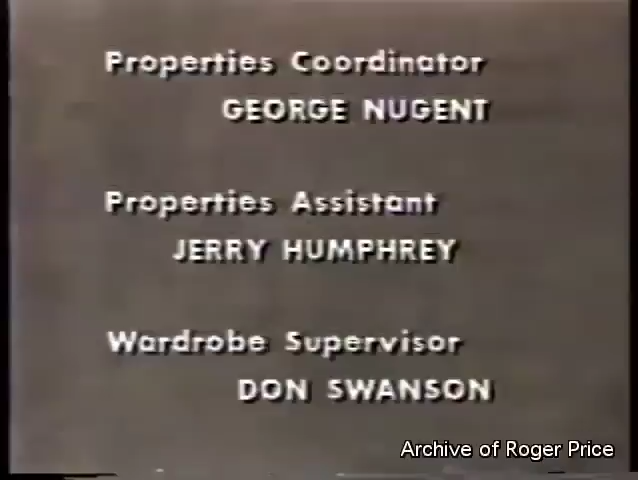 Properties Coordinator
GEORGE NUGENT
Properties Assistant
JERRY HUMPHREY
Wardrobe Supervisor
DON SWANSON
Archive of Roger Price